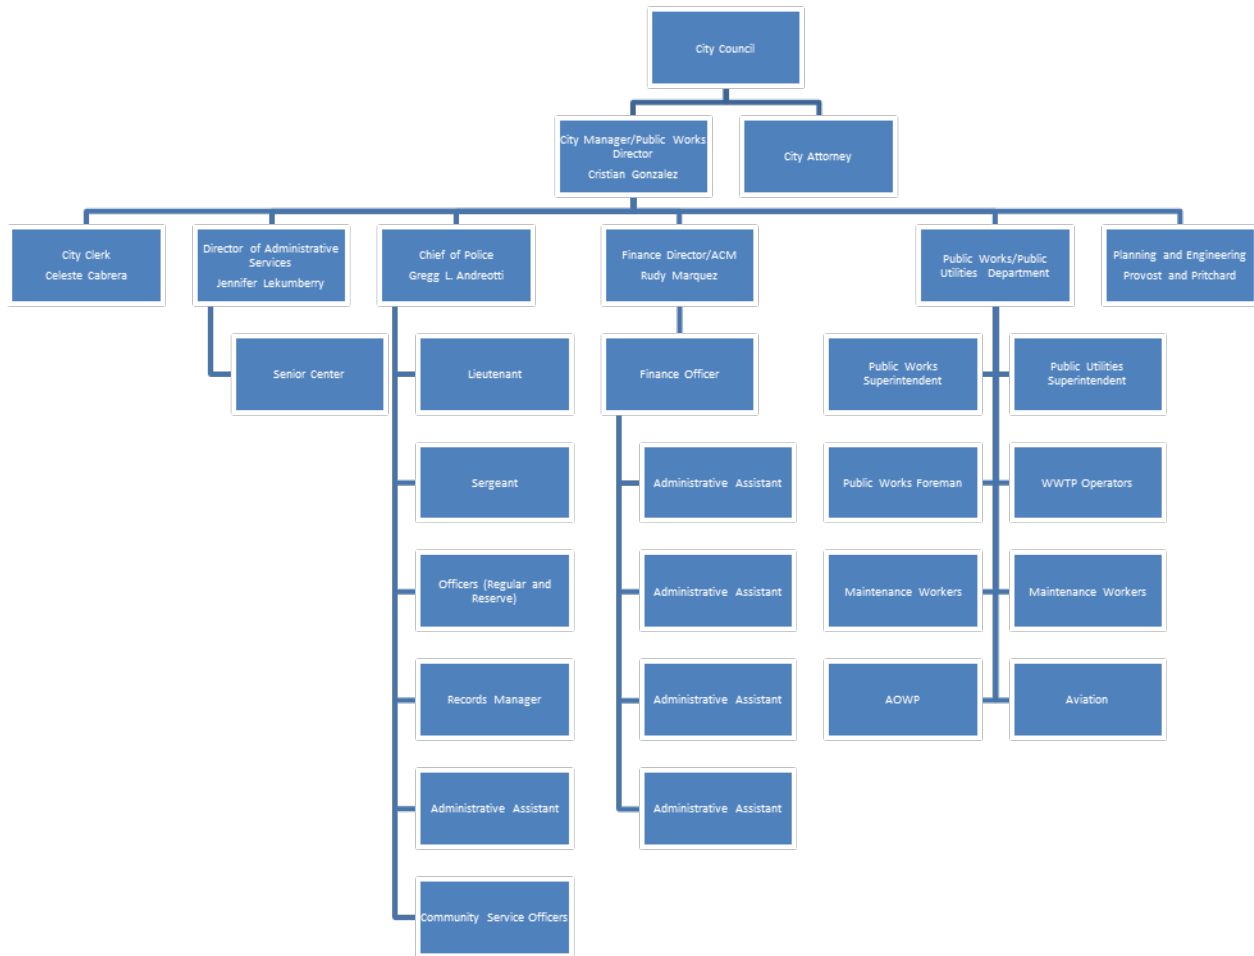 City Council
City Manager/Public Works
Director
Cristian Gonzalez
City Attorney
City Clerk
Celeste Cabrera
Director of Administrative
Services
Jennifer Lekumberry
Chief of Police
Gregg L. Andreotti
Finance Director/ACM
Rudy Marquez
Public Works/Public
Utilities Department
Planning and Engineering
Provost and Pritchard
Senior Center
Lieutenant
Finance Officer
Public Works
Superintendent
Public Utilities
Superintendent
Sergeant
Administrative Assistant
Public Works Foreman
WWTP Operators
Officers (Regular and
Reserve)
Administrative Assistant
Maintenance Workers
Maintenance Workers
Records Manager
Administrative Assistant
AOWP
Aviation
Administrative Assistant
Administrative Assistant
Community Service Officers